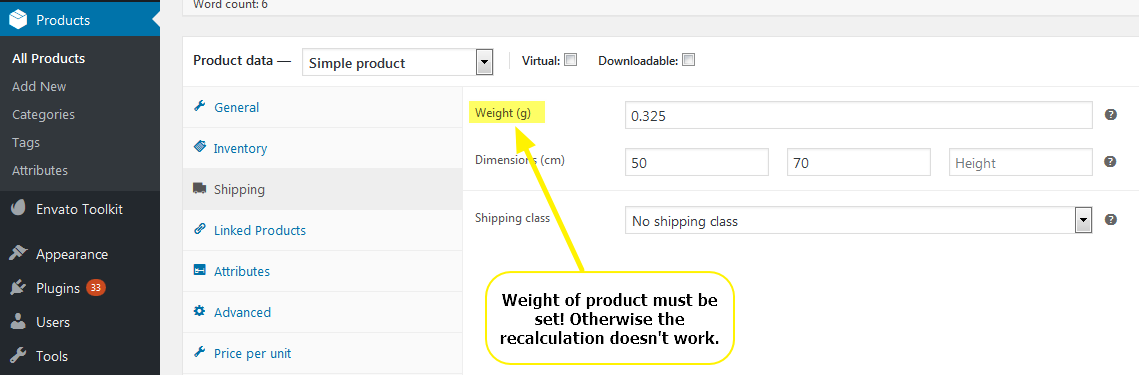 Word count: 6
Products
All Products
Add New
Categories
Tags
Attributes
Envato Toolkit
Appearance
Plugins 33
Users
Tools
Product data — Simple product Virtual: Downloadable:
General
Inventory
Shipping
Linked Products
Attributes
Advanced
Price per unit
Weight (g) 0.325 ?
Dimensions (cm) 50 70 Height ?
Shipping class No shipping class ?
Weight of product must be
set! Otherwise the
recalculation doesn't work.